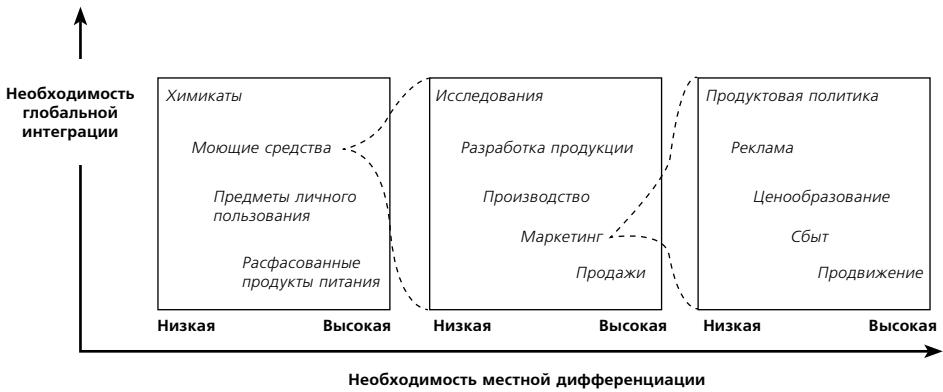 Необходимость
глобальной
интеграции
Химикаты
Моющие средства
Предметы личного
пользования
Расфасованные
продукты питания
Низкая
Высокая
Исследования
Разработка продукции
Производство
Маркетинг
Продажи
Низкая
Высокая
Продуктовая политика
Реклама
Ценообразование
Сбыт
Продвижение
Низкая
Высокая
Необходимость местной дифференциации